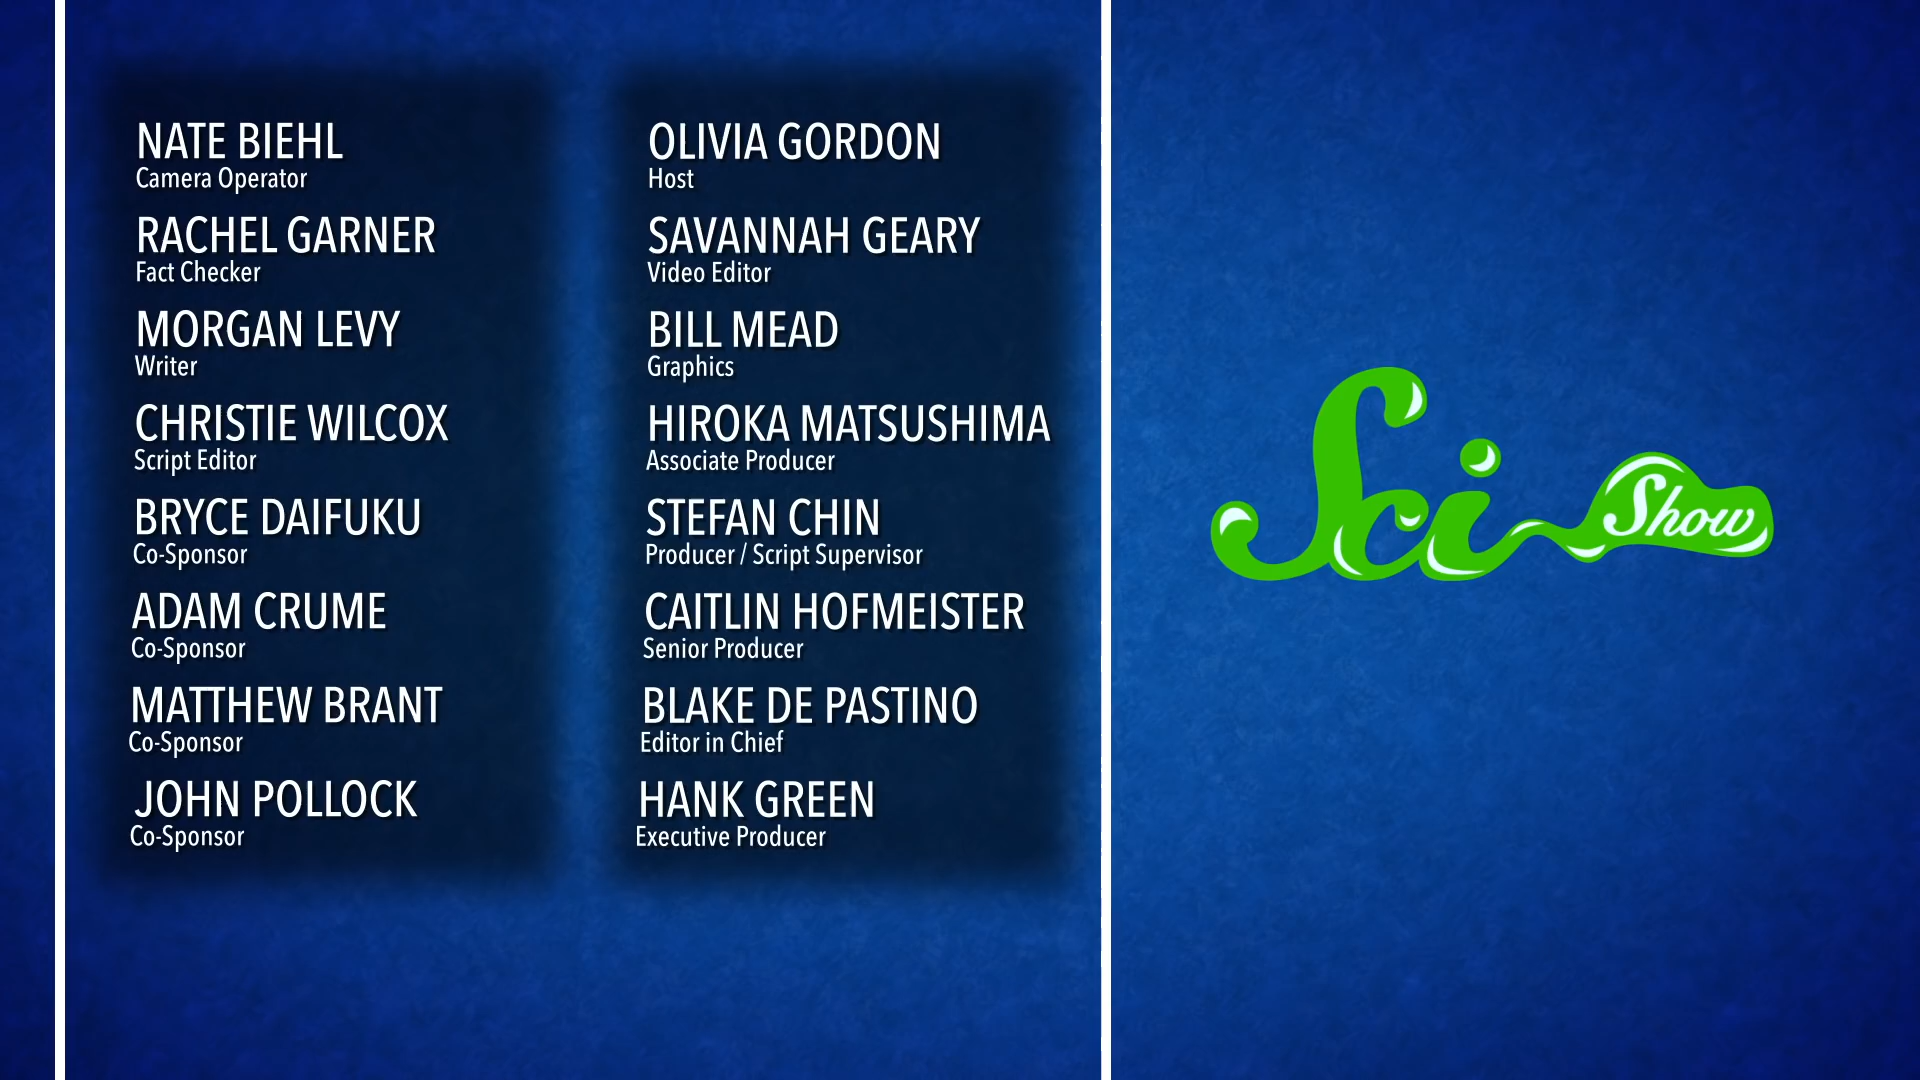 NATE BIEHL
Camera Operator
RACHEL GARNER
Fact Checker
MORGAN LEVY
Writer
CHRISTIE WILCOX
Script Editor
BRYCE DAIFUKU
Co-Sponsor
ADAM CRUME
Co-Sponsor
MATTHEW BRANT
Co-Sponsor
JOHN POLLOCK
Co-Sponsor
OLIVIA GORDON
Host
SAVANNAH GEARY
Video Editor
BILL MEAD
Graphics
HIROKA MATSUSHIMA
Associate Producer
STEFAN CHIN
Producer / Script Supervisor
CAITLIN HOFMEISTER
Senior Producer
BLAKE DE PASTINO
Editor in Chief
HANK GREEN
Executive Producer
Sci Show